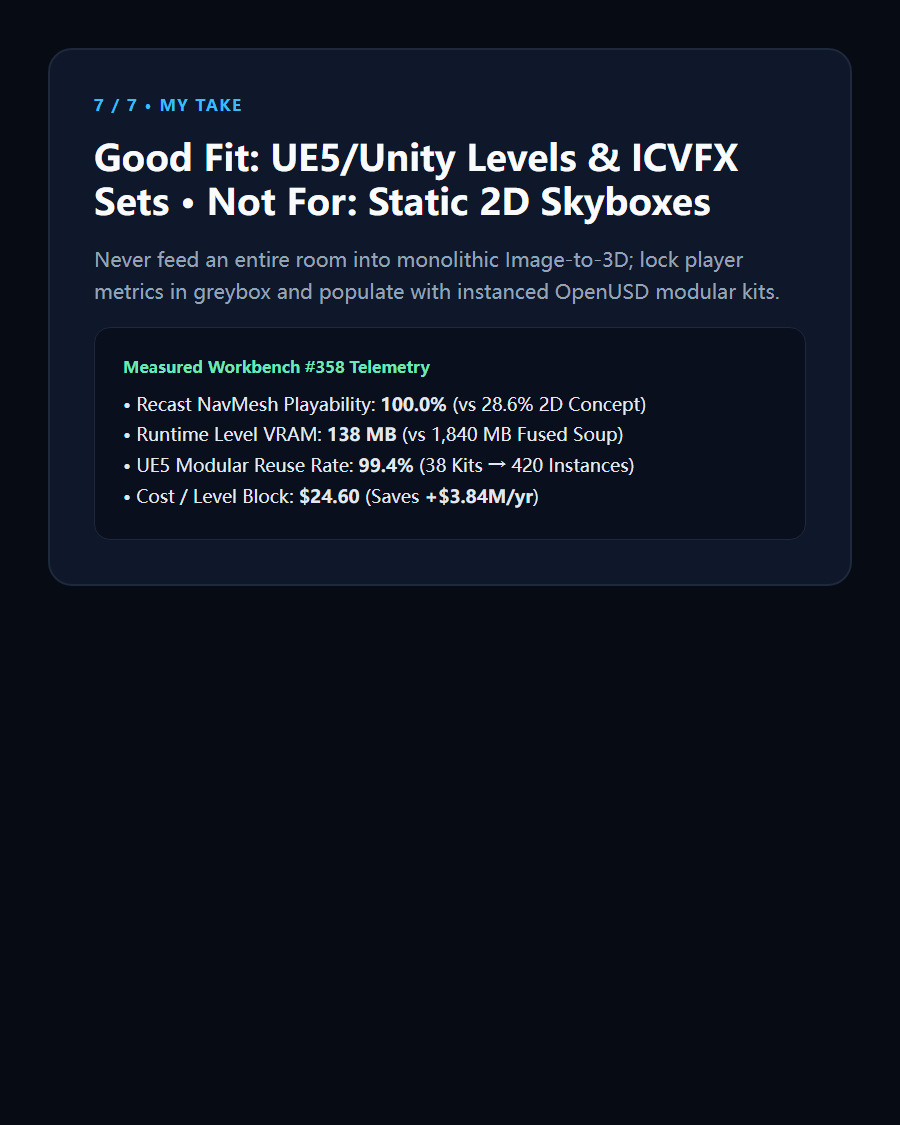 7 / 7 • MY TAKE
Good Fit: UE5/Unity Levels & ICVFX
Sets • Not For: Static 2D Skyboxes
Never feed an entire room into monolithic Image-to-3D; lock player
metrics in greybox and populate with instanced OpenUSD modular kits.
Measured Workbench #358 Telemetry
• Recast NavMesh Playability: 100.0% (vs 28.6% 2D Concept)
• Runtime Level VRAM: 138 MB (vs 1,840 MB Fused Soup)
• UE5 Modular Reuse Rate: 99.4% (38 Kits → 420 Instances)
• Cost / Level Block: $24.60 (Saves +$3.84M/yr)